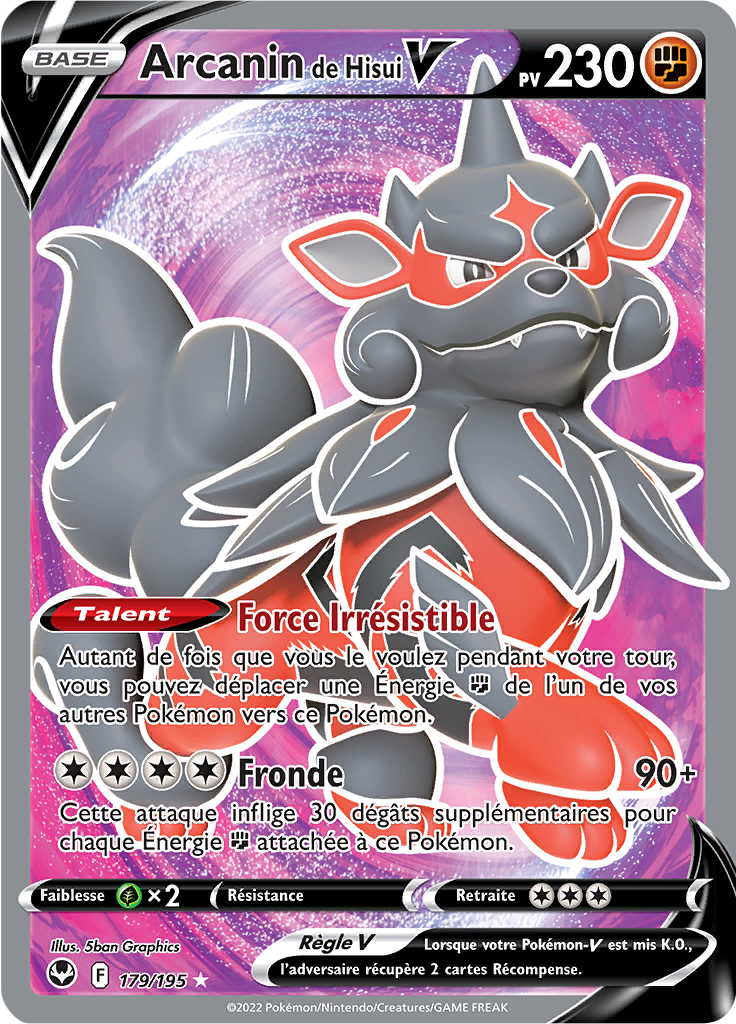 BASE
Arcanin de Hisui V
PV 230
Talent Force Irrésistible
Autant de fois que vous le voulez pendant votre tour,
vous pouvez déplacer une Énergie de l'un de vos
autres Pokémon vers ce Pokémon.
Fronde 90+
Cette attaque inflige 30 dégâts supplémentaires pour
chaque Énergie attachée à ce Pokémon.
Faiblesse ×2 Résistance Retraite
Illus. 5ban Graphics
Règle V Lorsque votre Pokémon-V est mis K.O.,
l'adversaire récupère 2 cartes Récompense.
F 179/195 ★
©2022 Pokémon/Nintendo/Creatures/GAME FREAK